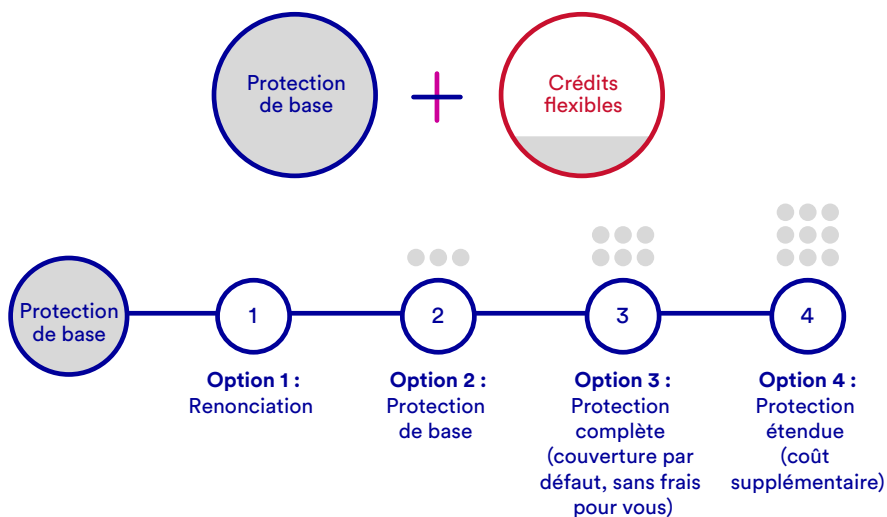 Protection
de base
Crédits
flexibles
Protection
de base
1
2
3
4
Option 1 :
Renonciation
Option 2 :
Protection
de base
Option 3 :
Protection
complète
(couverture par
défaut, sans frais
pour vous)
Option 4 :
Protection
étendue
(coût
supplémentaire)